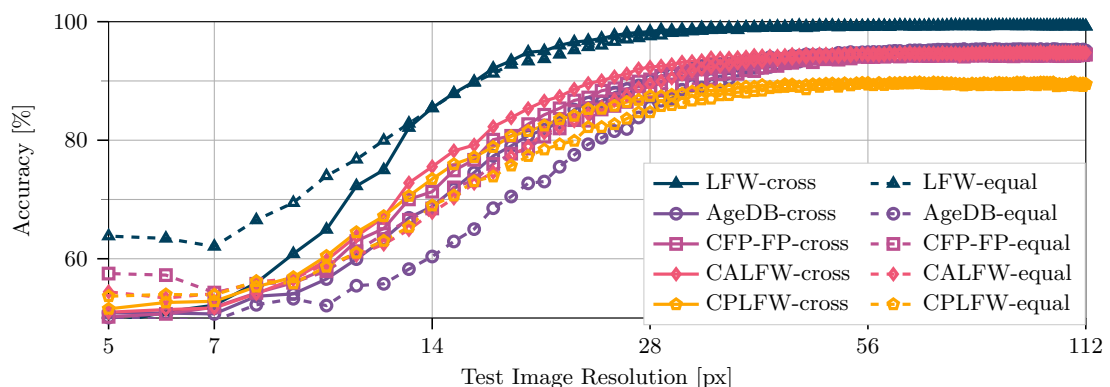 100
80
60
Accuracy [%]
LFW-cross LFW-equal
AgeDB-cross AgeDB-equal
CFP-FP-cross CFP-FP-equal
CALFW-cross CALFW-equal
CPLFW-cross CPLFW-equal
5 7 14 28 56 112
Test Image Resolution [px]